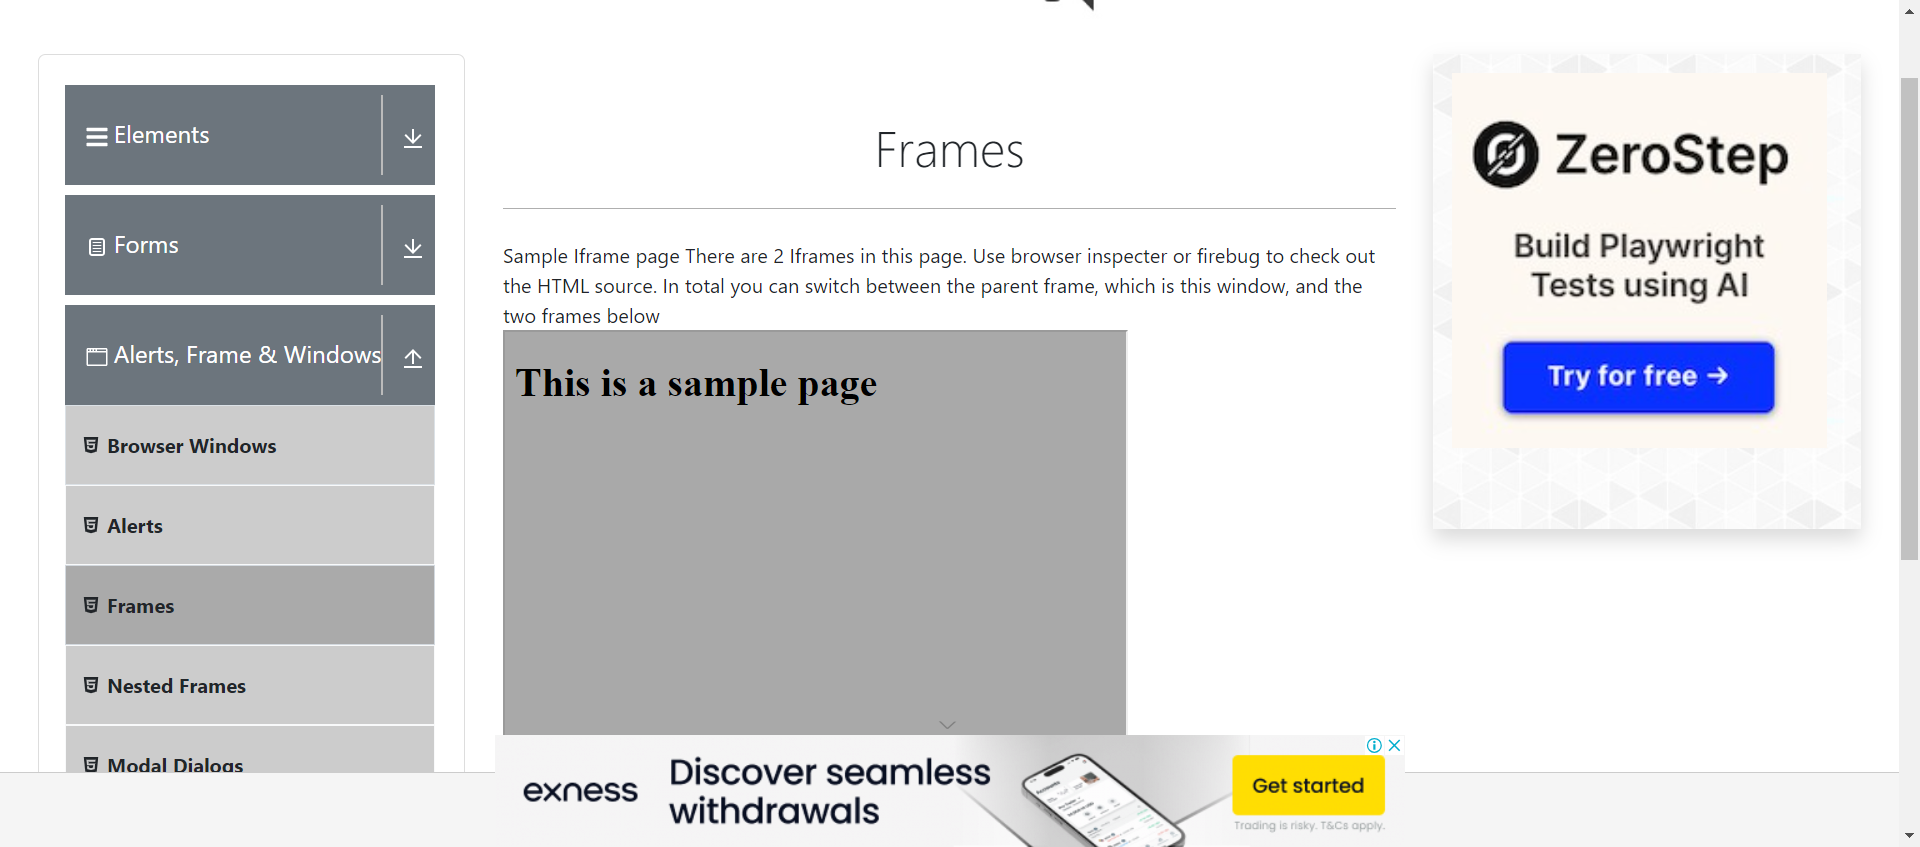 Elements
Forms
Alerts, Frame & Windows
Browser Windows
Alerts
Frames
Nested Frames
Modal Dialogs
Frames
Sample Iframe page There are 2 Iframes in this page. Use browser inspecter or firebug to check out
the HTML source. In total you can switch between the parent frame, which is this window, and the
two frames below
This is a sample page
ZeroStep
Build Playwright
Tests using AI
Try for free →
exness
Discover seamless
withdrawals
Get started
Trading is risky. T&Cs apply.